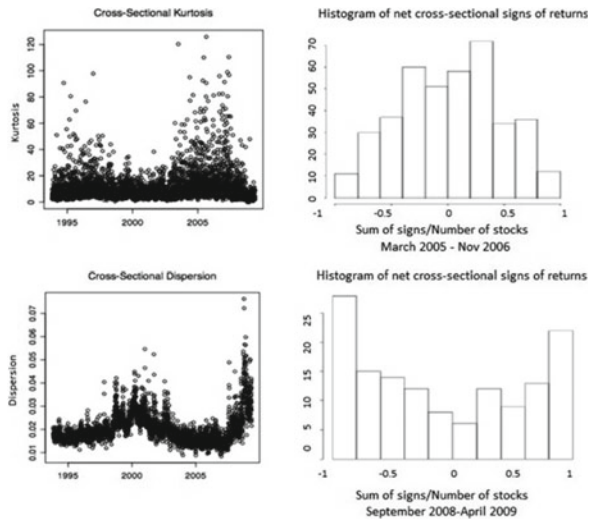 Cross-Sectional Kurtosis
Kurtosis
0 20 40 60 80 100 120
1995 2000 2005
Histogram of net cross-sectional signs of returns
0 10 20 30 40 50 60 70
-1 -0.5 0 0.5 1
Sum of signs/Number of stocks
March 2005 - Nov 2006
Cross-Sectional Dispersion
Dispersion
0.01 0.02 0.03 0.04 0.05 0.06 0.07
1995 2000 2005
Histogram of net cross-sectional signs of returns
0 5 10 15 20 25
-1 -0.5 0 0.5 1
Sum of signs/Number of stocks
September 2008-April 2009